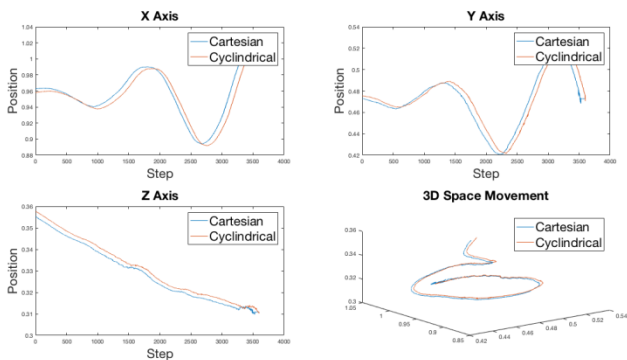 X Axis
Position
1.04
1.02
1
0.98
0.96
0.94
0.92
0.9
0.88
0 500 1000 1500 2000 2500 3000 3500 4000
Step
Cartesian
Cyclindrical
Y Axis
Position
0.54
0.52
0.5
0.48
0.46
0.44
0.42
0 500 1000 1500 2000 2500 3000 3500 4000
Step
Cartesian
Cyclindrical
Z Axis
Position
0.36
0.35
0.34
0.33
0.32
0.31
0.3
0 500 1000 1500 2000 2500 3000 3500 4000
Step
Cartesian
Cyclindrical
3D Space Movement
Cartesian
Cyclindrical
0.36
0.34
0.32
0.3
1
0.95
0.9
0.85
0.42
0.44
0.46
0.48
0.5
0.52
0.54